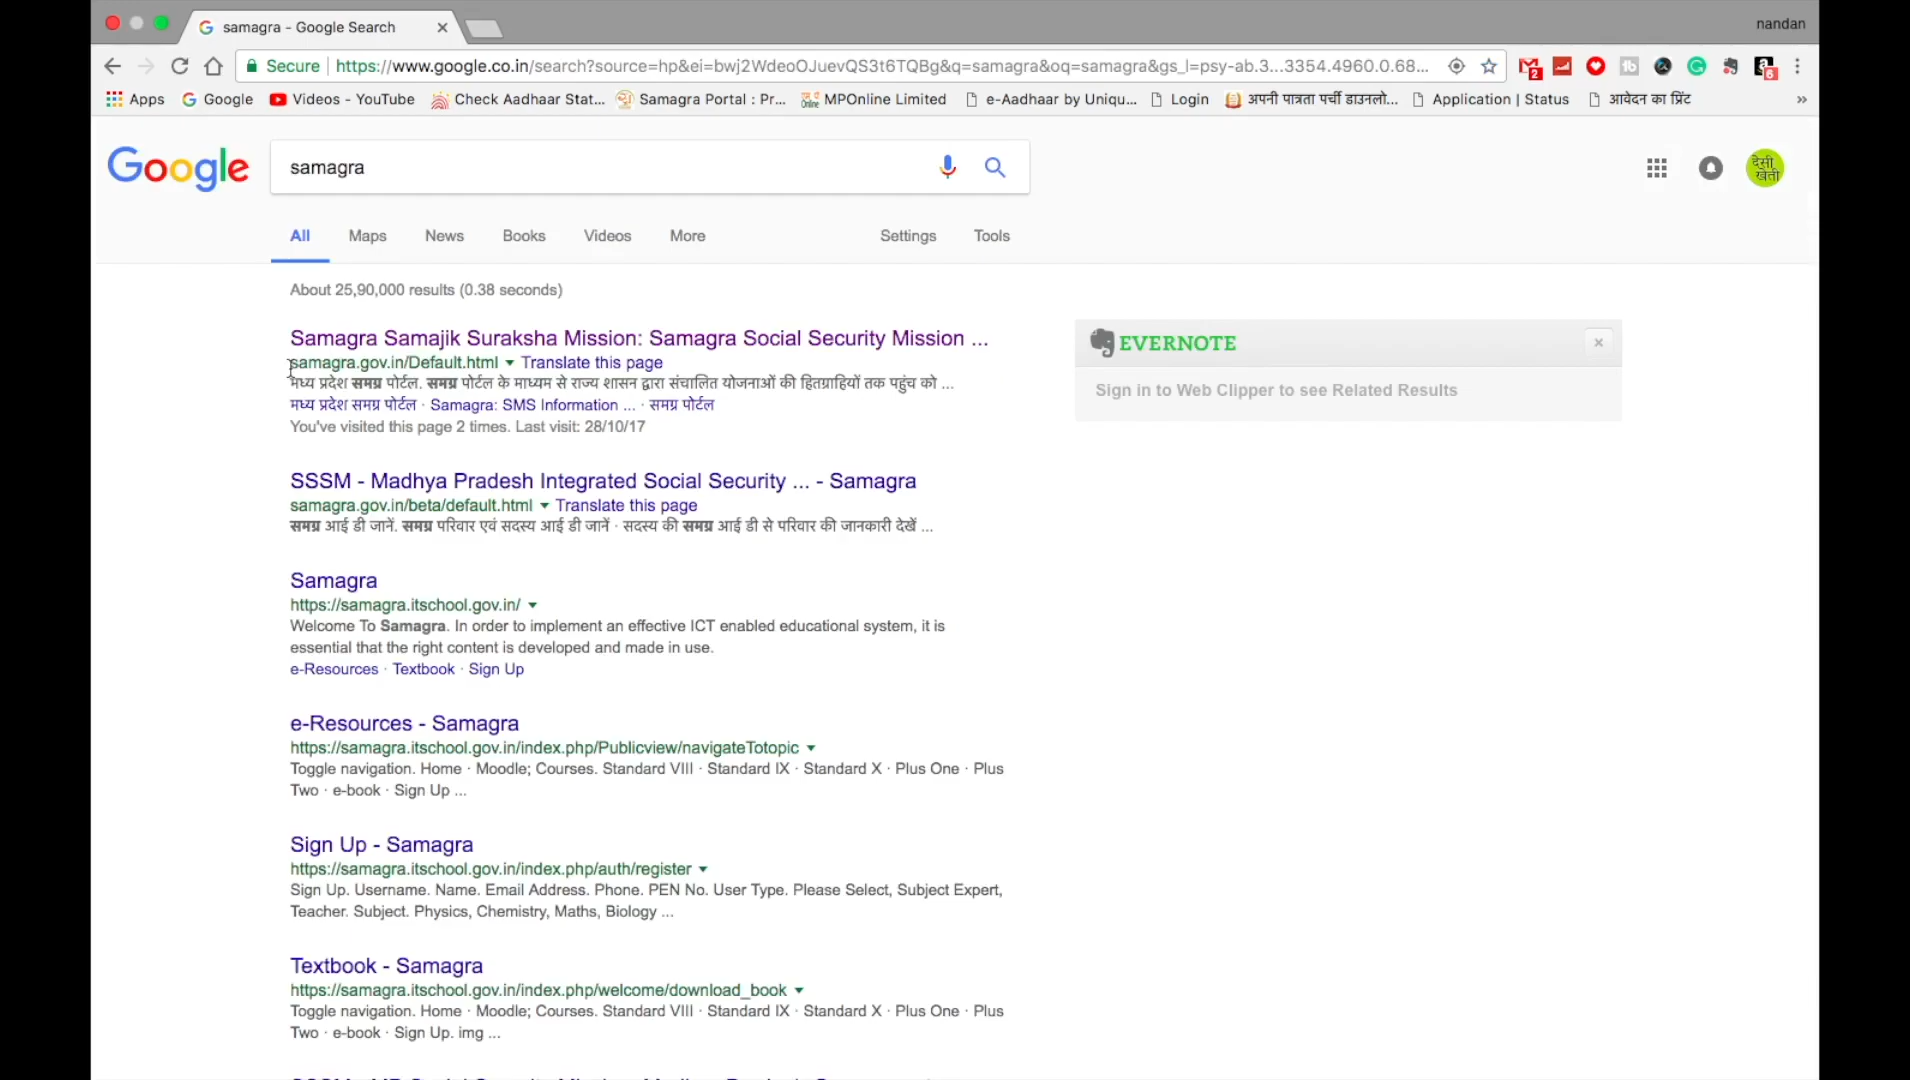 samagra - Google Search
nandan
Secure https://www.google.co.in/search?source=hp&ei=bwj2WdeoOJuevQS3t6TQBg&q=samagra&oq=samagra&gs_l=psy-ab.3...3354.4960.0.68...
2
6
Apps Google Videos - YouTube Check Aadhaar Stat... Samagra Portal : Pr... MPOnline Limited e-Aadhaar by Uniqu... Login अपनी पात्रता पर्ची डाउनलो... Application | Status आवेदन का प्रिंट »
Google samagra देसी खेती
All Maps News Books Videos More Settings Tools
About 25,90,000 results (0.38 seconds)
Samagra Samajik Suraksha Mission: Samagra Social Security Mission ...
samagra.gov.in/Default.html Translate this page
मध्य प्रदेश समग्र पोर्टल. समग्र पोर्टल के माध्यम से राज्य शासन द्वारा संचालित योजनाओं की हितग्राहियों तक पहुंच को ...
मध्य प्रदेश समग्र पोर्टल · Samagra: SMS Information ... · समग्र पोर्टल
You've visited this page 2 times. Last visit: 28/10/17
EVERNOTE
Sign in to Web Clipper to see Related Results
SSSM - Madhya Pradesh Integrated Social Security ... - Samagra
samagra.gov.in/beta/default.html Translate this page
समग्र आई डी जानें. समग्र परिवार एवं सदस्य आई डी जानें · सदस्य की समग्र आई डी से परिवार की जानकारी देखें ...
Samagra
https://samagra.itschool.gov.in/
Welcome To Samagra. In order to implement an effective ICT enabled educational system, it is
essential that the right content is developed and made in use.
e-Resources · Textbook · Sign Up
e-Resources - Samagra
https://samagra.itschool.gov.in/index.php/Publicview/navigateTotopic
Toggle navigation. Home · Moodle; Courses. Standard VIII · Standard IX · Standard X · Plus One · Plus
Two · e-book · Sign Up ...
Sign Up - Samagra
https://samagra.itschool.gov.in/index.php/auth/register
Sign Up. Username. Name. Email Address. Phone. PEN No. User Type. Please Select, Subject Expert,
Teacher. Subject. Physics, Chemistry, Maths, Biology ...
Textbook - Samagra
https://samagra.itschool.gov.in/index.php/welcome/download_book
Toggle navigation. Home · Moodle; Courses. Standard VIII · Standard IX · Standard X · Plus One · Plus
Two · e-book · Sign Up. img ...